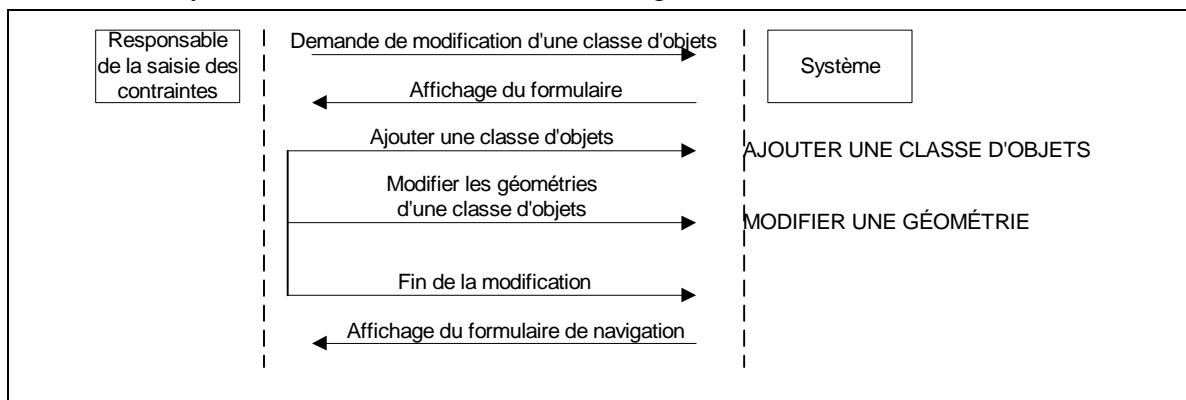 Responsable
de la saisie des
contraintes
Demande de modification d'une classe d'objets
Système
Affichage du formulaire
Ajouter une classe d'objets
AJOUTER UNE CLASSE D'OBJETS
Modifier les géométries
d'une classe d'objets
MODIFIER UNE GÉOMÉTRIE
Fin de la modification
Affichage du formulaire de navigation